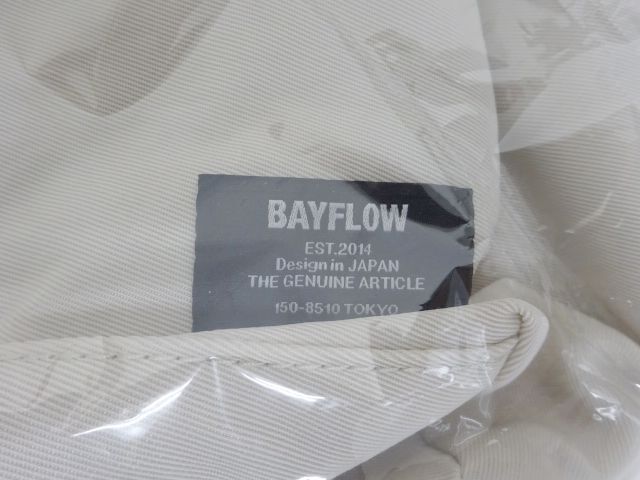 BAYFLOW
EST.2014
Design in JAPAN
THE GENUINE ARTICLE
150-8510 TOKYO